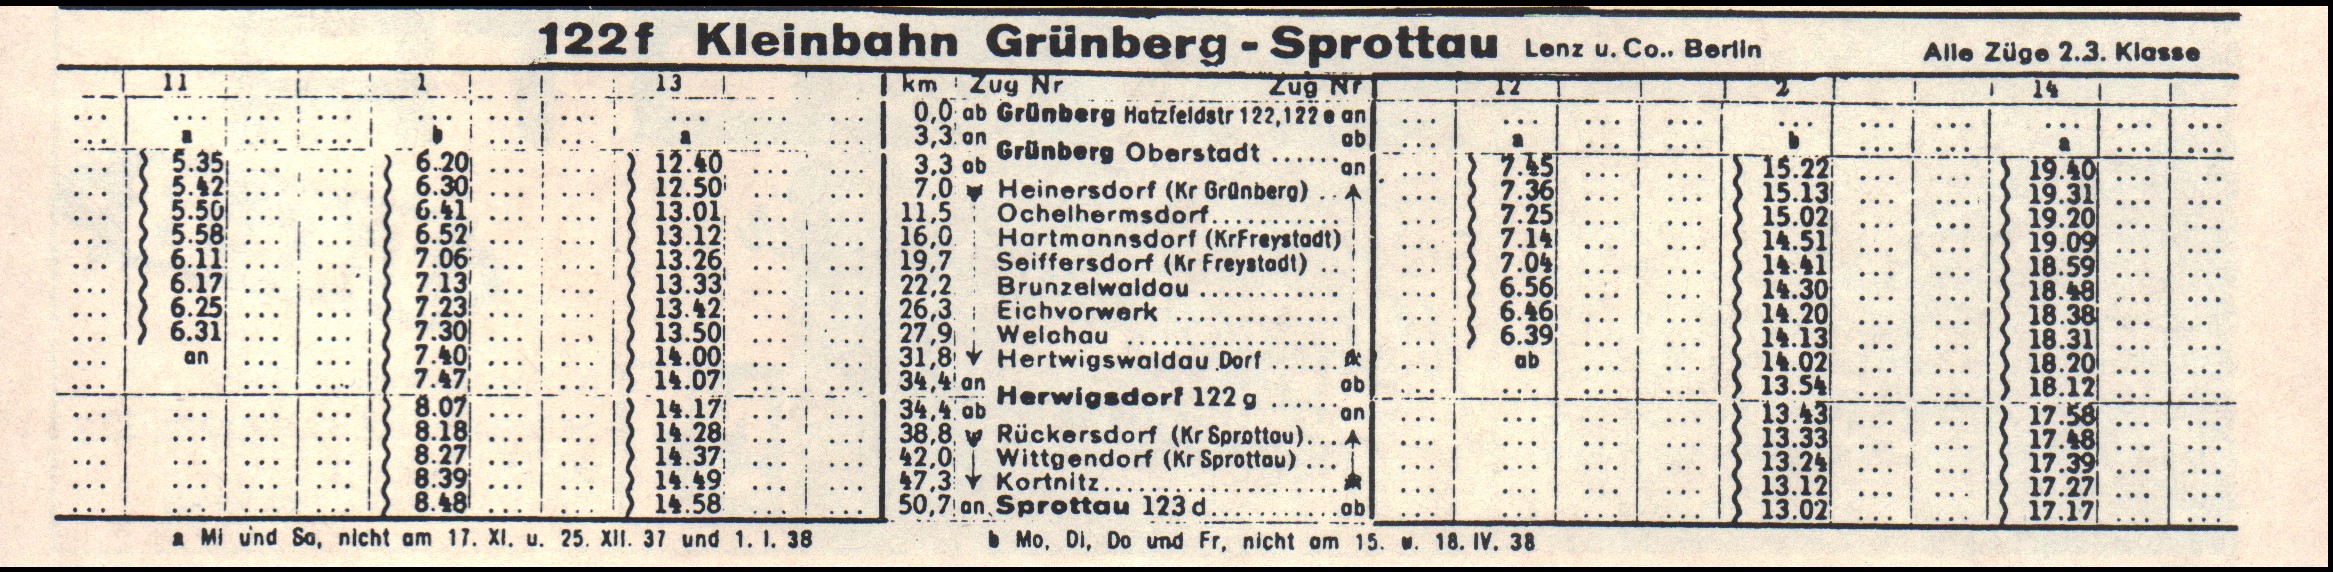 122f Kleinbahn Grünberg - Sprottau Lenz u. Co., Berlin Alle Züge 2.3. Klasse
11 1 13 km Zug Nr Zug Nr 12 2 14
... ... ... ... ... ... ... ... ... 0,0 ab Grünberg Hatzfeldstr 122,122e an ... ... ... ... ... ... ... ... ...
... a ... ... b ... ... a ... ... 3,3 an ab ... a ... ... b ... ... a ... ...
Grünberg Oberstadt ......
... 5.35 ... ... 6.20 ... ... 12.40 ... ... 3,3 ab an ... 7.45 ... ... 15.22 ... ... 19.40 ... ...
... 5.42 ... ... 6.30 ... ... 12.50 ... ... 7,0 Heinersdorf (Kr Grünberg) .. ... 7.36 ... ... 15.13 ... ... 19.31 ... ...
... 5.50 ... ... 6.41 ... ... 13.01 ... ... 11,5 Ochelhermsdorf........... ... 7.25 ... ... 15.02 ... ... 19.20 ... ...
... 5.58 ... ... 6.52 ... ... 13.12 ... ... 16,0 Hartmannsdorf (KrFreystadt) ... 7.14 ... ... 14.51 ... ... 19.09 ... ...
... 6.11 ... ... 7.06 ... ... 13.26 ... ... 19,7 Seiffersdorf (Kr Freystadt) .. ... 7.04 ... ... 14.41 ... ... 18.59 ... ...
... 6.17 ... ... 7.13 ... ... 13.33 ... ... 22,2 Brunzelwaldau ............ ... 6.56 ... ... 14.30 ... ... 18.48 ... ...
... 6.25 ... ... 7.23 ... ... 13.42 ... ... 26,3 Eichvorwerk .............. ... 6.46 ... ... 14.20 ... ... 18.38 ... ...
... 6.31 ... ... 7.30 ... ... 13.50 ... ... 27,9 Welchau .................. ... 6.39 ... ... 14.13 ... ... 18.31 ... ...
... an ... ... 7.40 ... ... 14.00 ... ... 31,8 Hertwigswaldau Dorf ...... ... ab ... ... 14.02 ... ... 18.20 ... ...
... ... ... 7.47 ... ... 14.07 ... ... 34,4 an ab ... ... ... ... 13.54 ... ... 18.12 ... ...
Herwigsdorf 122 g ......
... ... ... ... 8.07 ... ... 14.17 ... ... 34,4 ab an ... ... ... ... 13.43 ... ... 17.58 ... ...
... ... ... ... 8.18 ... ... 14.28 ... ... 38,8 Rückersdorf (Kr Sprottau)... ... ... ... ... 13.33 ... ... 17.48 ... ...
... ... ... ... 8.27 ... ... 14.37 ... ... 42,0 Wittgendorf (Kr Sprottau) ... ... ... ... ... 13.24 ... ... 17.39 ... ...
... ... ... ... 8.39 ... ... 14.49 ... ... 47,3 Kortnitz.................. ... ... ... ... 13.12 ... ... 17.27 ... ...
... ... ... ... 8.48 ... ... 14.58 ... ... 50,7 an Sprottau 123 d.......... ab ... ... ... ... 13.02 ... ... 17.17 ... ...
a Mi und Sa, nicht am 17. XI. u. 25. XII. 37 und 1. I. 38 b Mo, Di, Do und Fr, nicht am 15. u. 18. IV. 38